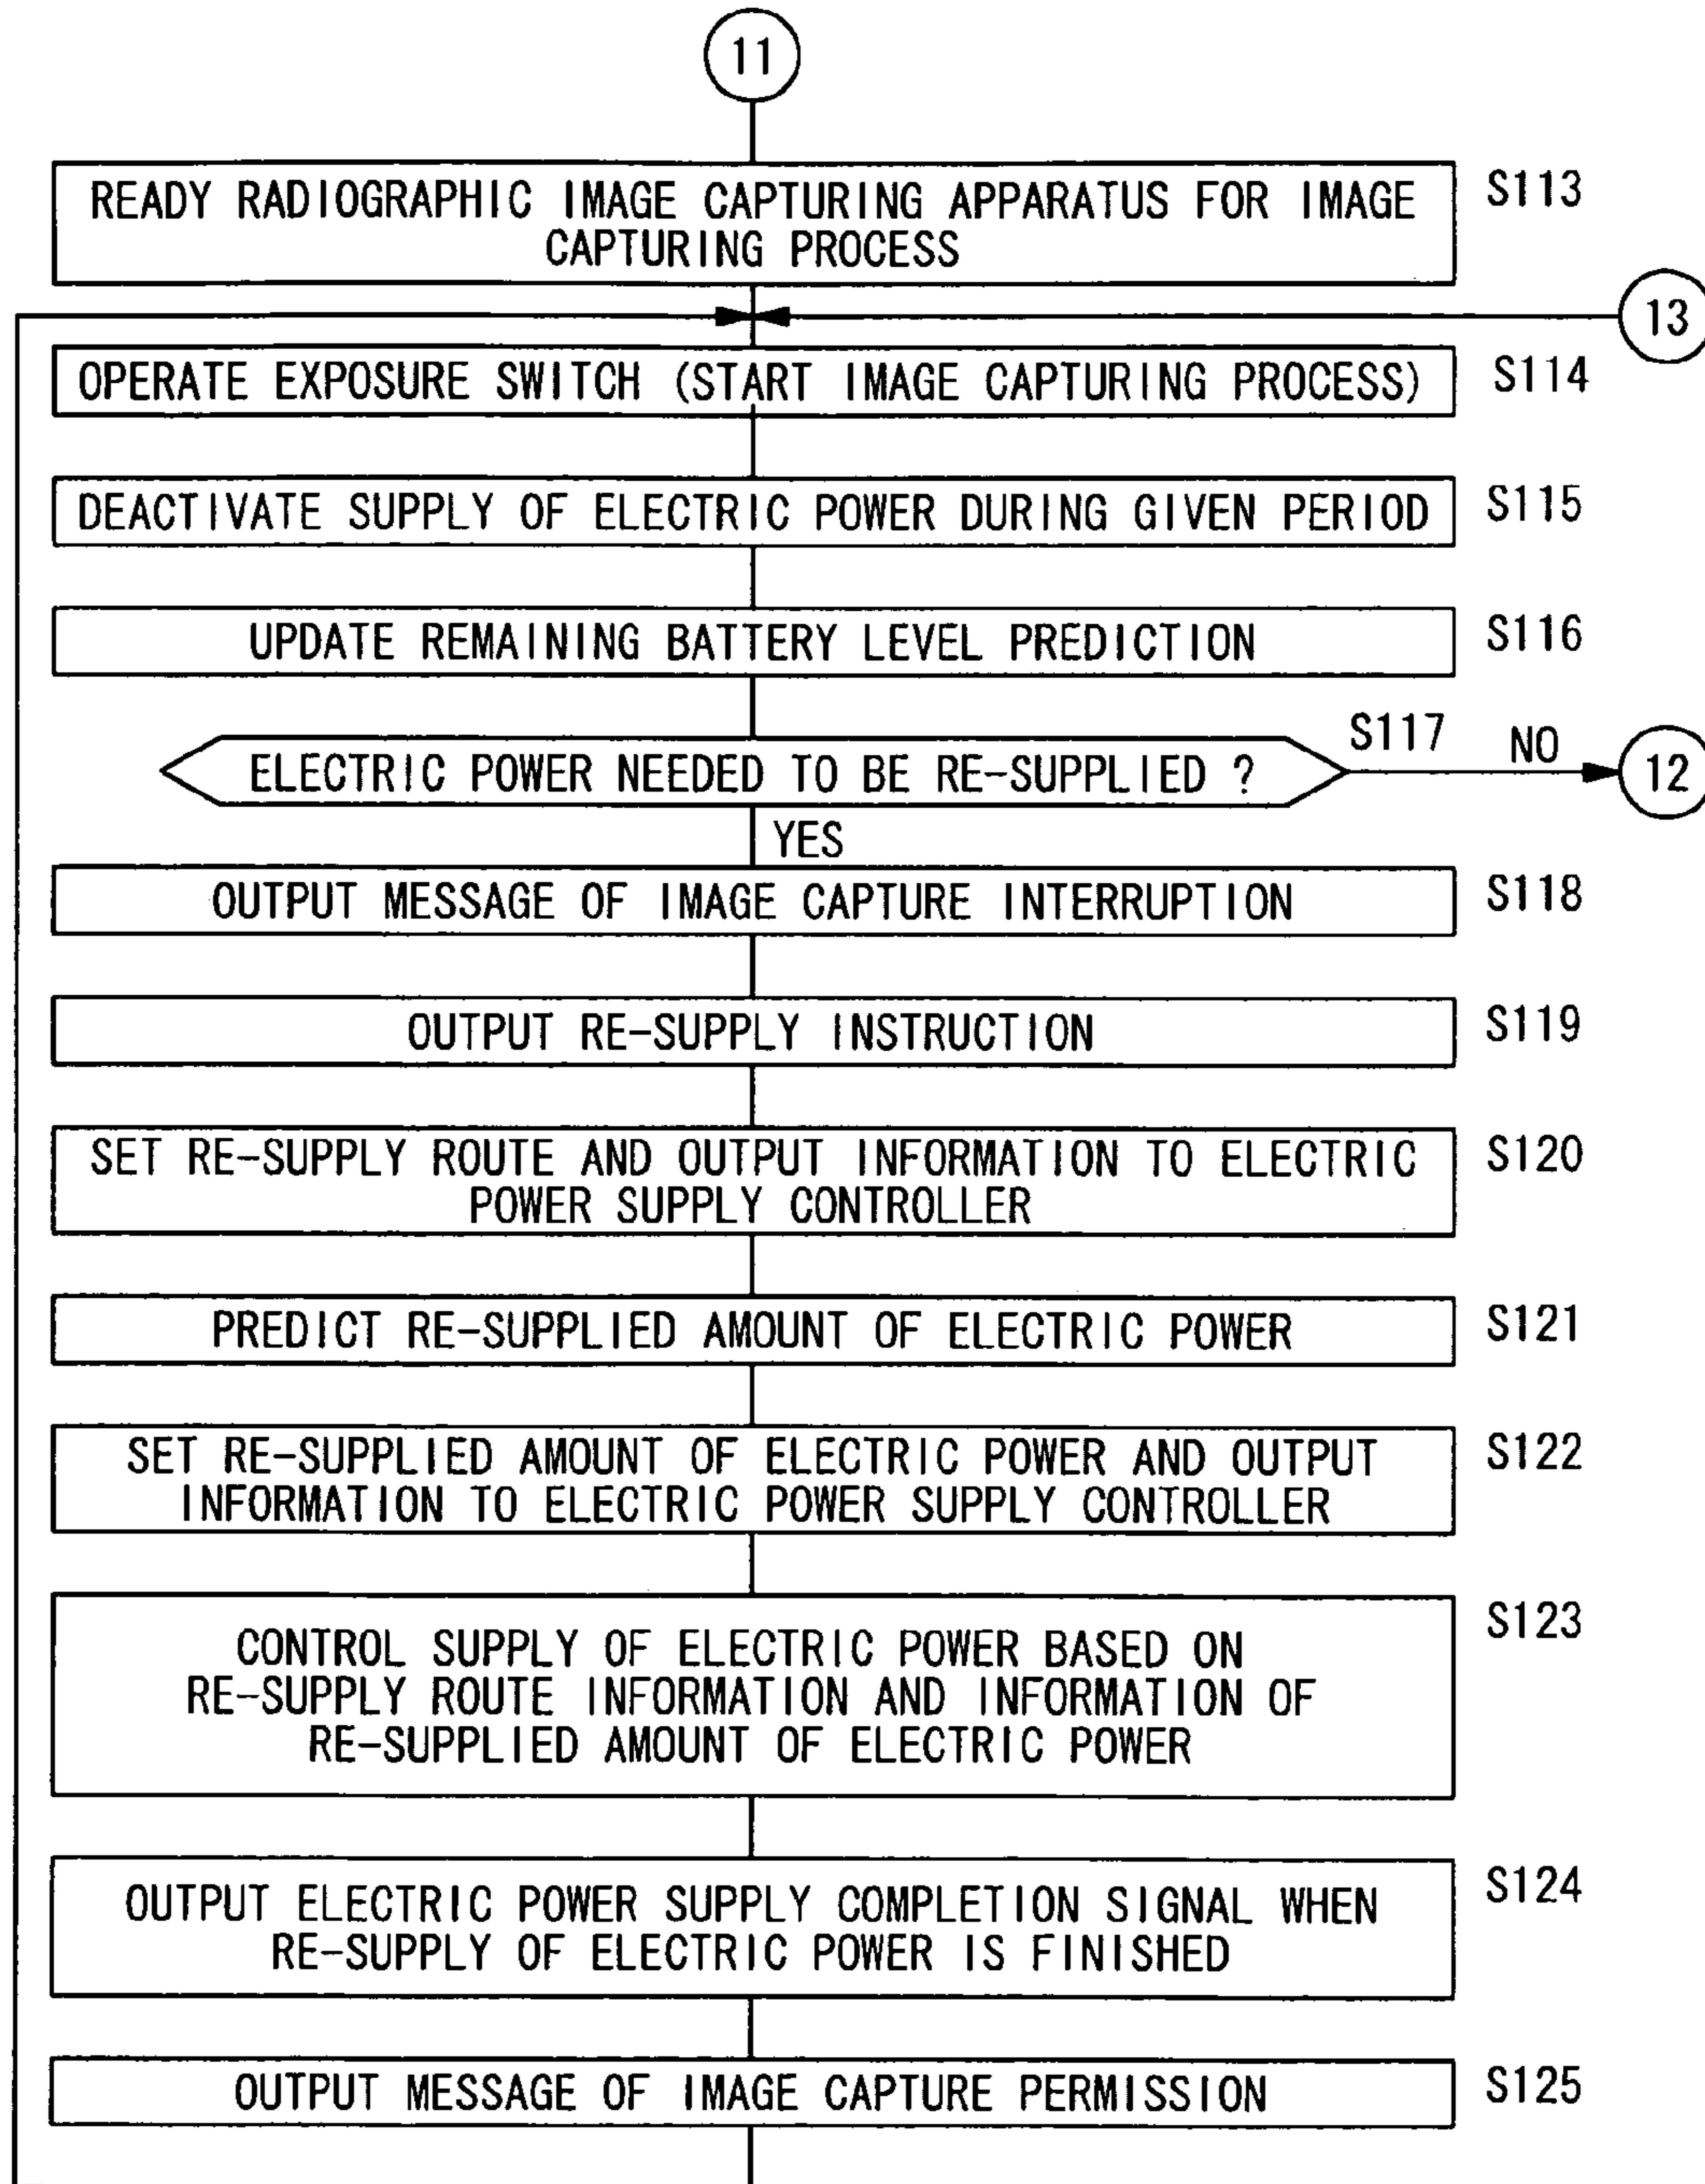 11
READY RADIOGRAPHIC IMAGE CAPTURING APPARATUS FOR IMAGE
CAPTURING PROCESS
S113
13
OPERATE EXPOSURE SWITCH (START IMAGE CAPTURING PROCESS)
S114
DEACTIVATE SUPPLY OF ELECTRIC POWER DURING GIVEN PERIOD
S115
UPDATE REMAINING BATTERY LEVEL PREDICTION
S116
ELECTRIC POWER NEEDED TO BE RE-SUPPLIED ?
S117
NO
12
YES
OUTPUT MESSAGE OF IMAGE CAPTURE INTERRUPTION
S118
OUTPUT RE-SUPPLY INSTRUCTION
S119
SET RE-SUPPLY ROUTE AND OUTPUT INFORMATION TO ELECTRIC
POWER SUPPLY CONTROLLER
S120
PREDICT RE-SUPPLIED AMOUNT OF ELECTRIC POWER
S121
SET RE-SUPPLIED AMOUNT OF ELECTRIC POWER AND OUTPUT
INFORMATION TO ELECTRIC POWER SUPPLY CONTROLLER
S122
CONTROL SUPPLY OF ELECTRIC POWER BASED ON
RE-SUPPLY ROUTE INFORMATION AND INFORMATION OF
RE-SUPPLIED AMOUNT OF ELECTRIC POWER
S123
OUTPUT ELECTRIC POWER SUPPLY COMPLETION SIGNAL WHEN
RE-SUPPLY OF ELECTRIC POWER IS FINISHED
S124
OUTPUT MESSAGE OF IMAGE CAPTURE PERMISSION
S125